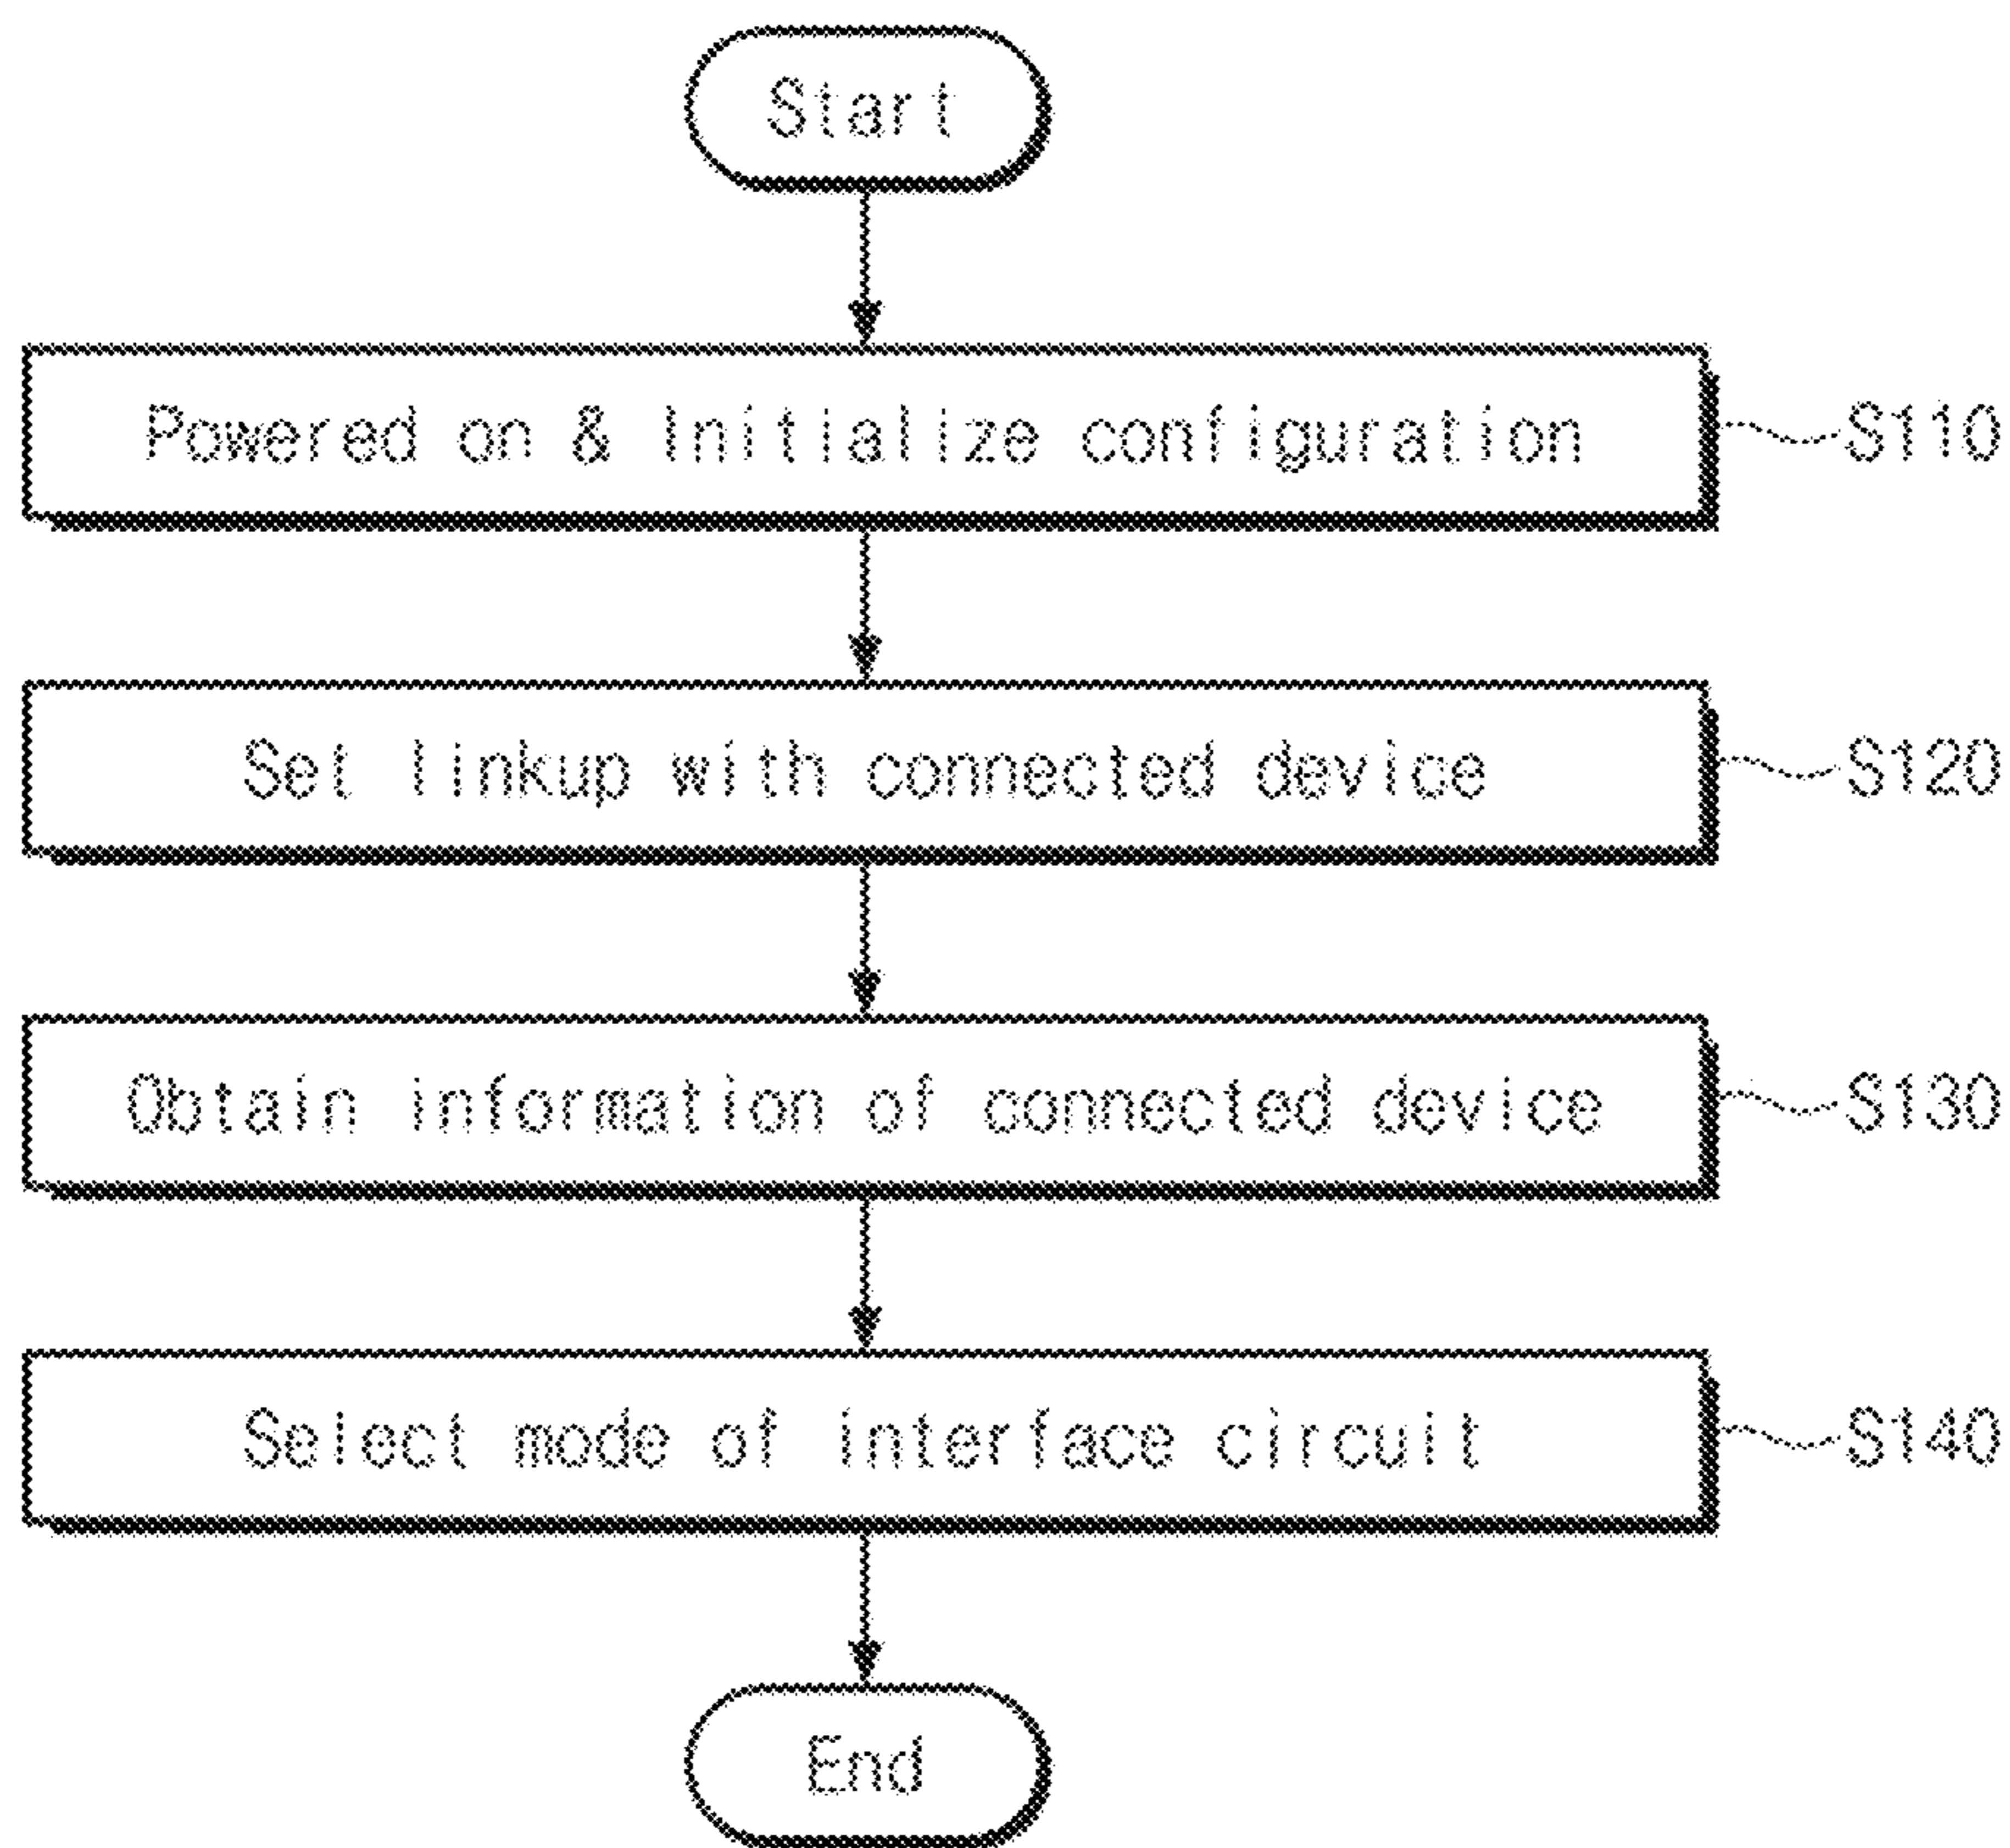 Start
Powered on & Initialize configuration
S110
Set linkup with connected device
S120
Obtain information of connected device
S130
Select mode of interface circuit
S140
End